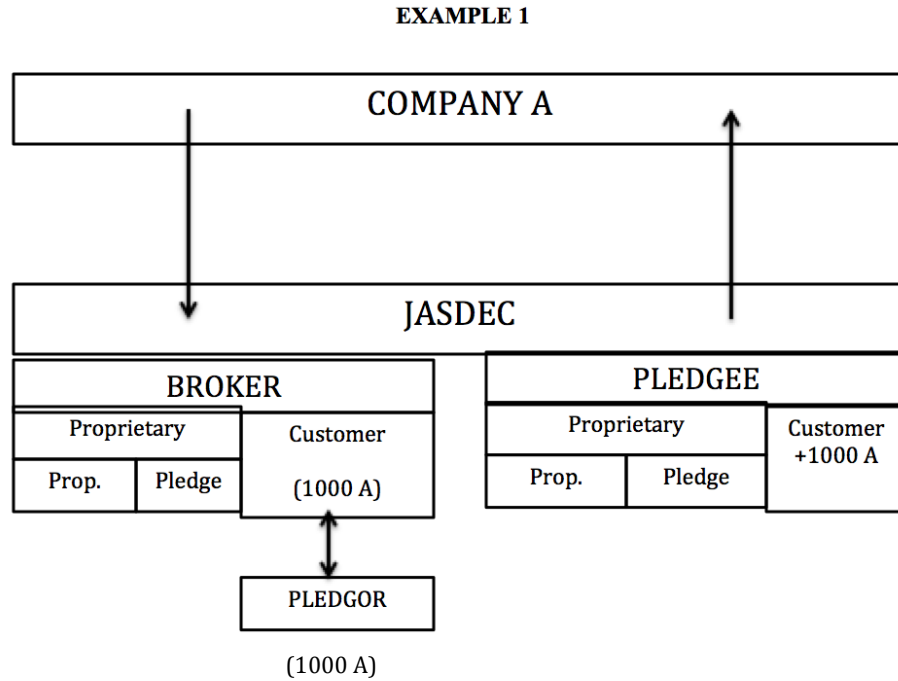 EXAMPLE 1
COMPANY A
JASDEC
BROKER
Proprietary
Prop.
Pledge
Customer
(1000 A)
PLEDGEE
Proprietary
Prop.
Pledge
Customer
+1000 A
PLEDGOR
(1000 A)